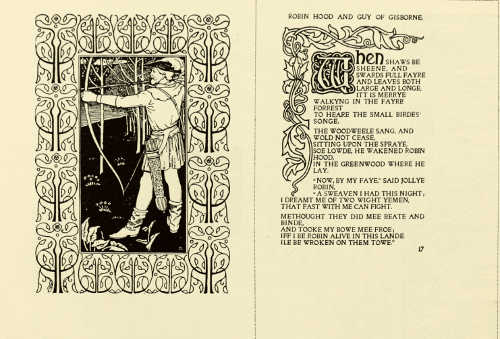 ROBIN HOOD AND GUY OF GISBORNE.
When SHAWS BE
SHEENE, AND
SWARDS FULL FAYRE
AND LEAVES BOTH
LARGE AND LONGE,
ITT IS MERRYE
WALKYNG IN THE FAYRE
FORREST
TO HEARE THE SMALL BIRDES'
SONGE.
THE WOODWEELE SANG, AND
WOLD NOT CEASE,
SITTING UPON THE SPRAYE,
SOE LOWDE, HE WAKENED ROBIN
HOOD,
IN THE GREENWOOD WHERE HE
LAY.
"NOW, BY MY FAYE," SAID JOLLYE
ROBIN,
"A SWEAVEN I HAD THIS NIGHT;
I DREAMT ME OF TWO WIGHT YEMEN,
THAT FAST WITH ME CAN FIGHT.
METHOUGHT THEY DID MEE BEATE AND
BINDE,
AND TOOKE MY BOWE MEE FROE;
IFF I BE ROBIN ALIVE IN THIS LANDE
ILE BE WROKEN ON THEM TOWE."
17